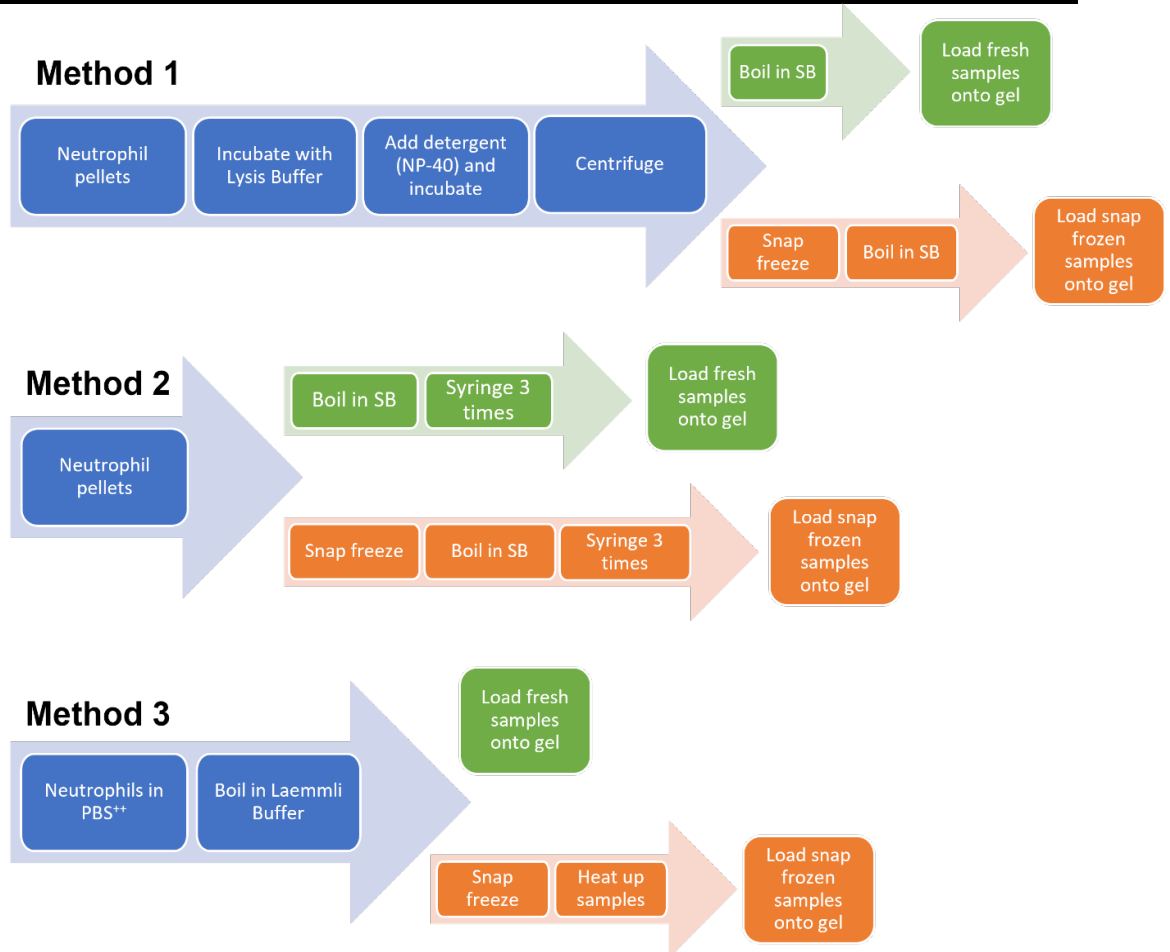 Method 1
Neutrophil
pellets
Incubate with
Lysis Buffer
Add detergent
(NP-40) and
incubate
Centrifuge
Boil in SB
Load fresh
samples
onto gel
Snap
freeze
Boil in SB
Load snap
frozen
samples
onto gel
Method 2
Neutrophil
pellets
Boil in SB
Syringe 3
times
Load fresh
samples
onto gel
Snap freeze
Boil in SB
Syringe 3
times
Load snap
frozen
samples
onto gel
Method 3
Neutrophils in
PBS⁺⁺
Boil in Laemmli
Buffer
Load fresh
samples
onto gel
Snap
freeze
Heat up
samples
Load snap
frozen
samples
onto gel